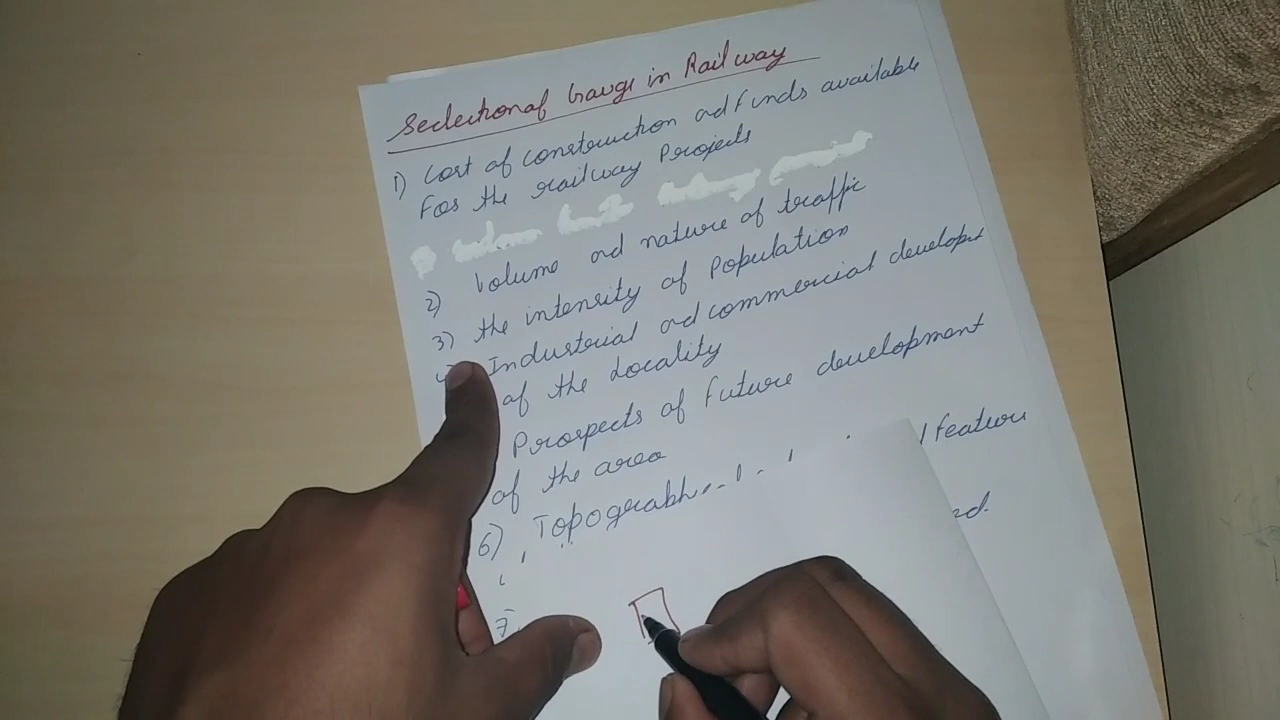 Selection of Gauge in Railway
1) Cost of construction and Funds available
For the railway Projects
2) Volume and nature of traffic
3) the intensity of Population
Industrial and commercial developt
of the Locality
Prospects of Future development
of the area
6) Topographi
feature
7)